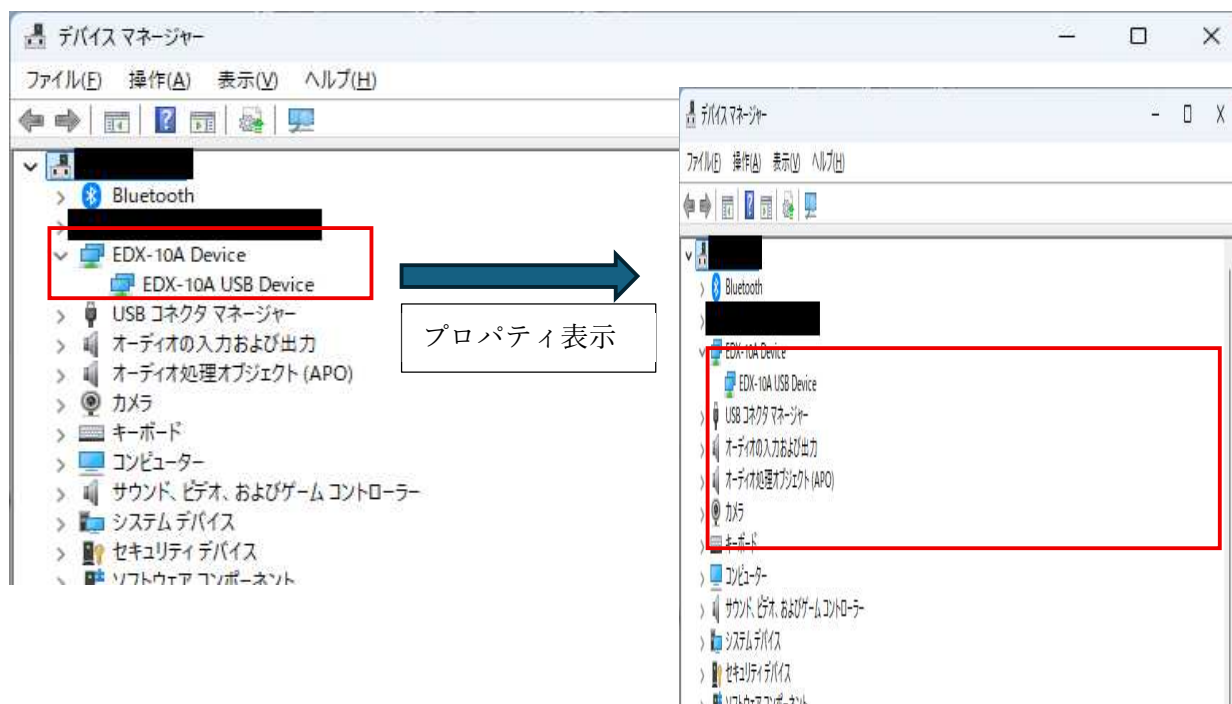 デバイス マネージャー
ファイル(F) 操作(A) 表示(V) ヘルプ(H)
Bluetooth
EDX-10A Device
EDX-10A USB Device
USB コネクタ マネージャー
オーディオの入力および出力
オーディオ処理オブジェクト (APO)
カメラ
キーボード
コンピューター
サウンド、ビデオ、およびゲーム コントローラー
システム デバイス
セキュリティ デバイス
ソフトウェア コンポーネント
プロパティ表示
デバイス マネージャー
ファイル(F) 操作(A) 表示(V) ヘルプ(H)
Bluetooth
EDX-10A Device
EDX-10A USB Device
USB コネクタ マネージャー
オーディオの入力および出力
オーディオ処理オブジェクト (APO)
カメラ
キーボード
コンピューター
サウンド、ビデオ、およびゲーム コントローラー
システム デバイス
セキュリティ デバイス
ソフトウェア コンポーネント